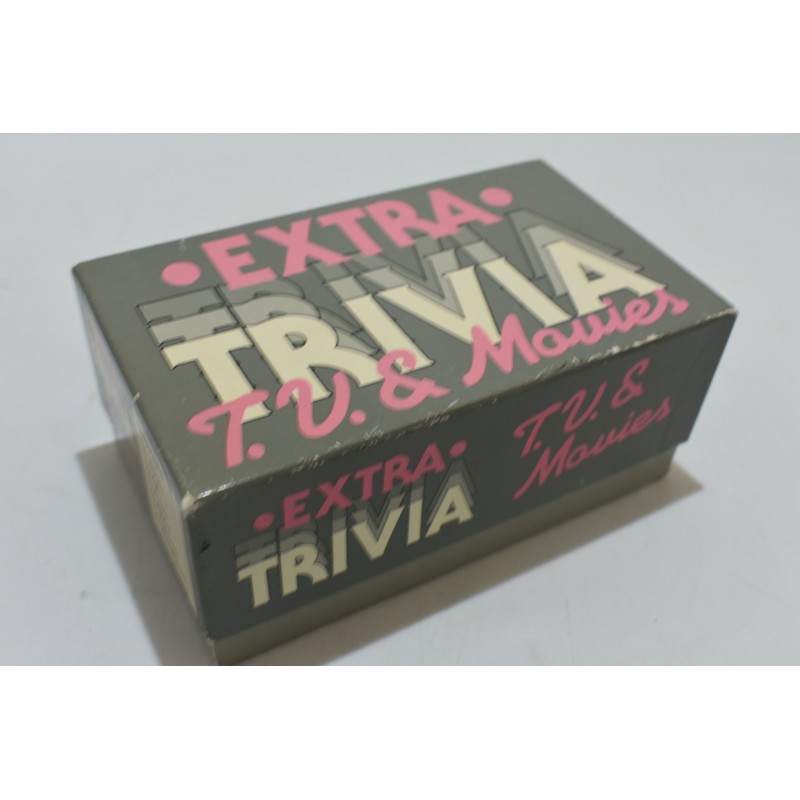 •EXTRA•
TRIVIA
T.V. & Movies
•EXTRA•
TRIVIA
T.V. &
Movies